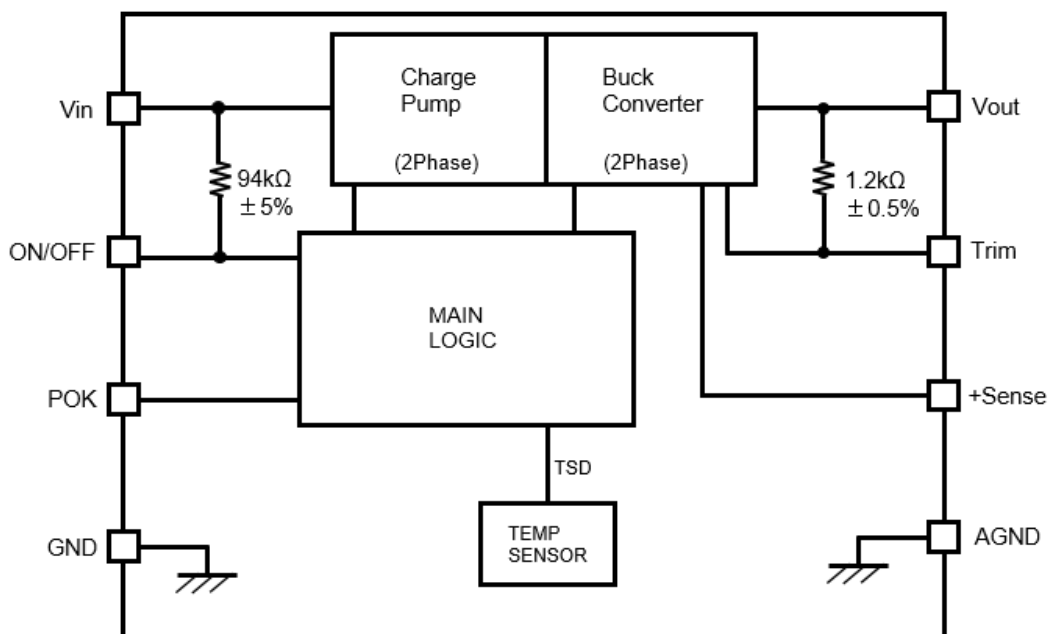 Charge
Pump
(2Phase)
Buck
Converter
(2Phase)
Vin
Vout
94kΩ
±5%
1.2kΩ
±0.5%
ON/OFF
Trim
MAIN
LOGIC
POK
+Sense
TSD
GND
TEMP
SENSOR
AGND